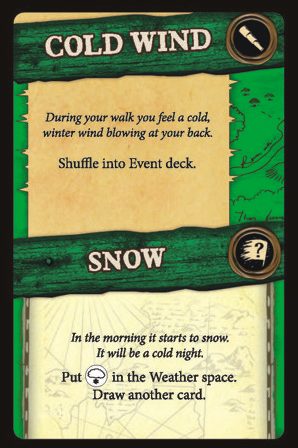 COLD WIND
During your walk you feel a cold,
winter wind blowing at your back.
Shuffle into Event deck.
SNOW
?
In the morning it starts to snow.
It will be a cold night.
Put in the Weather space.
Draw another card.